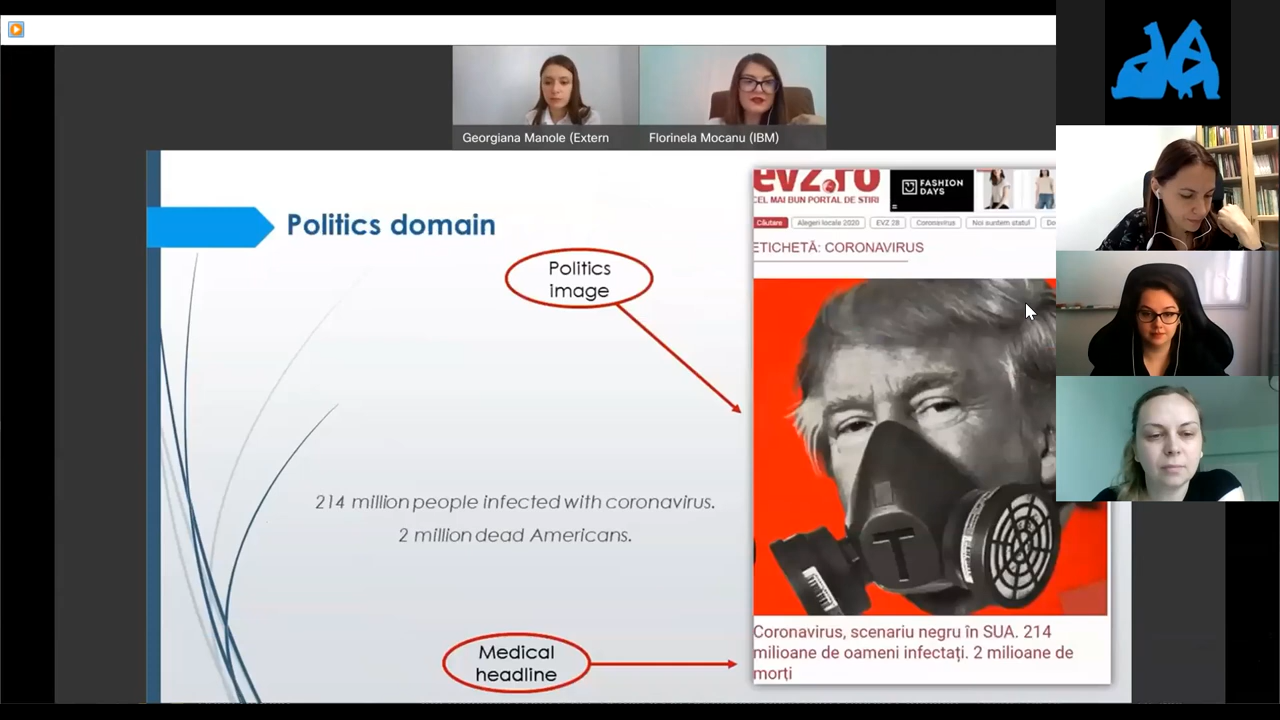 Georgiana Manole (Extern
Florinela Mocanu (IBM)
Politics domain
Politics
image
214 million people infected with coronavirus.
2 million dead Americans.
Medical
headline
evz.ro
CEL MAI BUN PORTAL DE STIRI
FASHION
DAYS
Căutare
Alegeri locale 2020
EVZ 28
Coronavirus
Noi suntem statul
Do
ETICHETĂ: CORONAVIRUS
T
Coronavirus, scenariu negru în SUA. 214
milioane de oameni infectați. 2 milioane de
morți